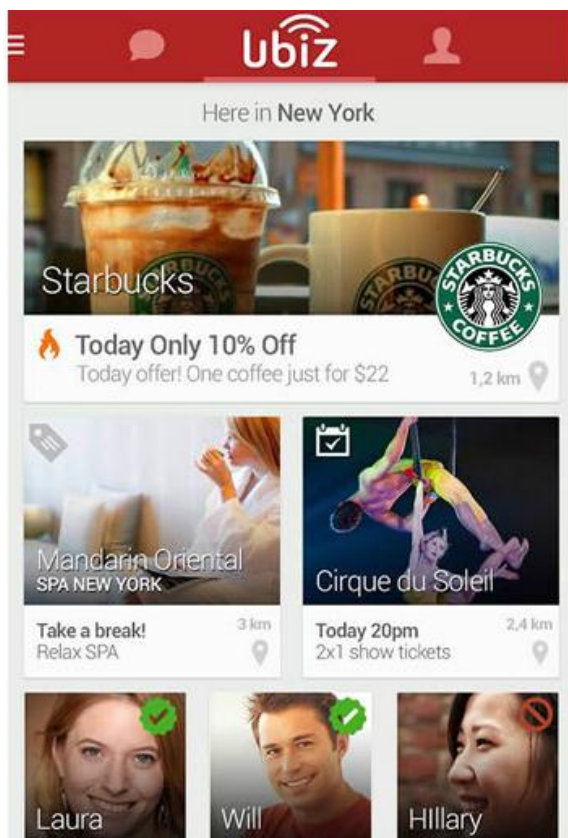 ubiz
Here in New York
Starbucks
STARBUCKS
COFFEE
Today Only 10% Off
Today offer! One coffee just for $22
1,2 km
Mandarin Oriental
SPA NEW YORK
Take a break!
3 km
Relax SPA
Cirque du Soleil
Today 20pm
2,4 km
2x1 show tickets
Laura
Will
HIllary